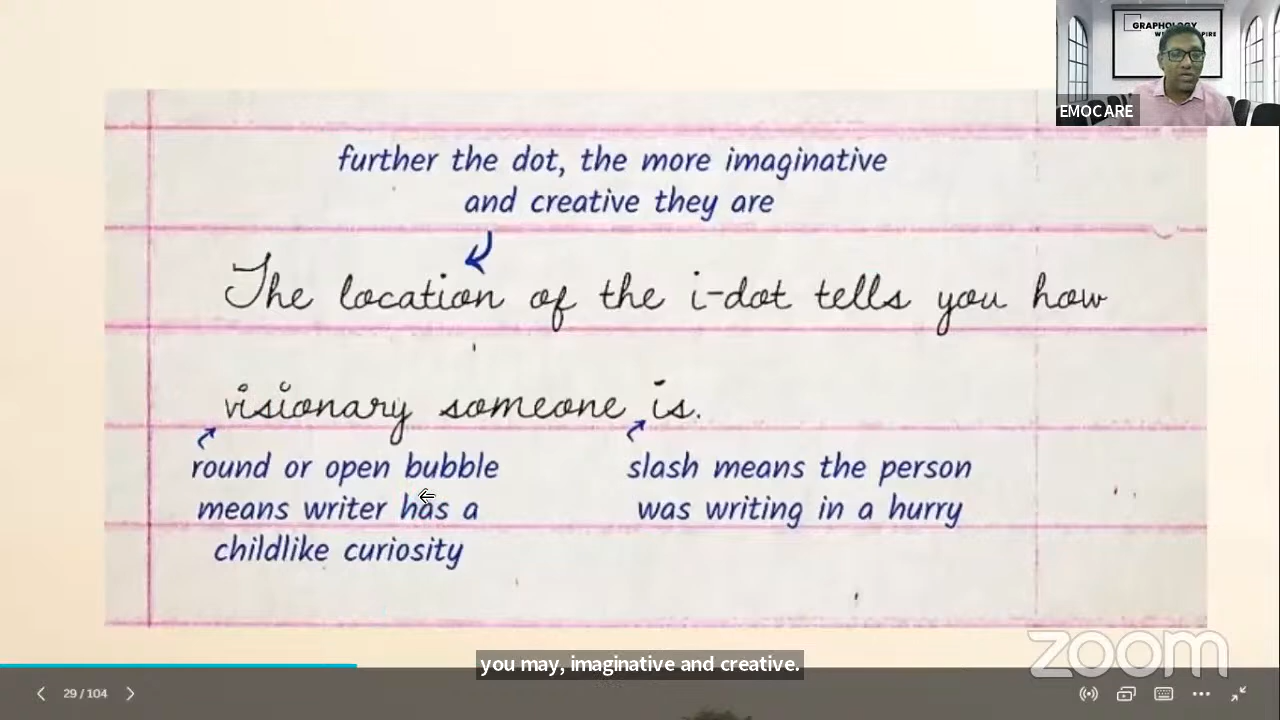 GRAPHOLOGY
EMOCARE
further the dot, the more imaginative
and creative they are
The location of the i-dot tells you how
visionary someone is.
round or open bubble
means writer has a
childlike curiosity
slash means the person
was writing in a hurry
zoom
you may, imaginative and creative.
29 / 104